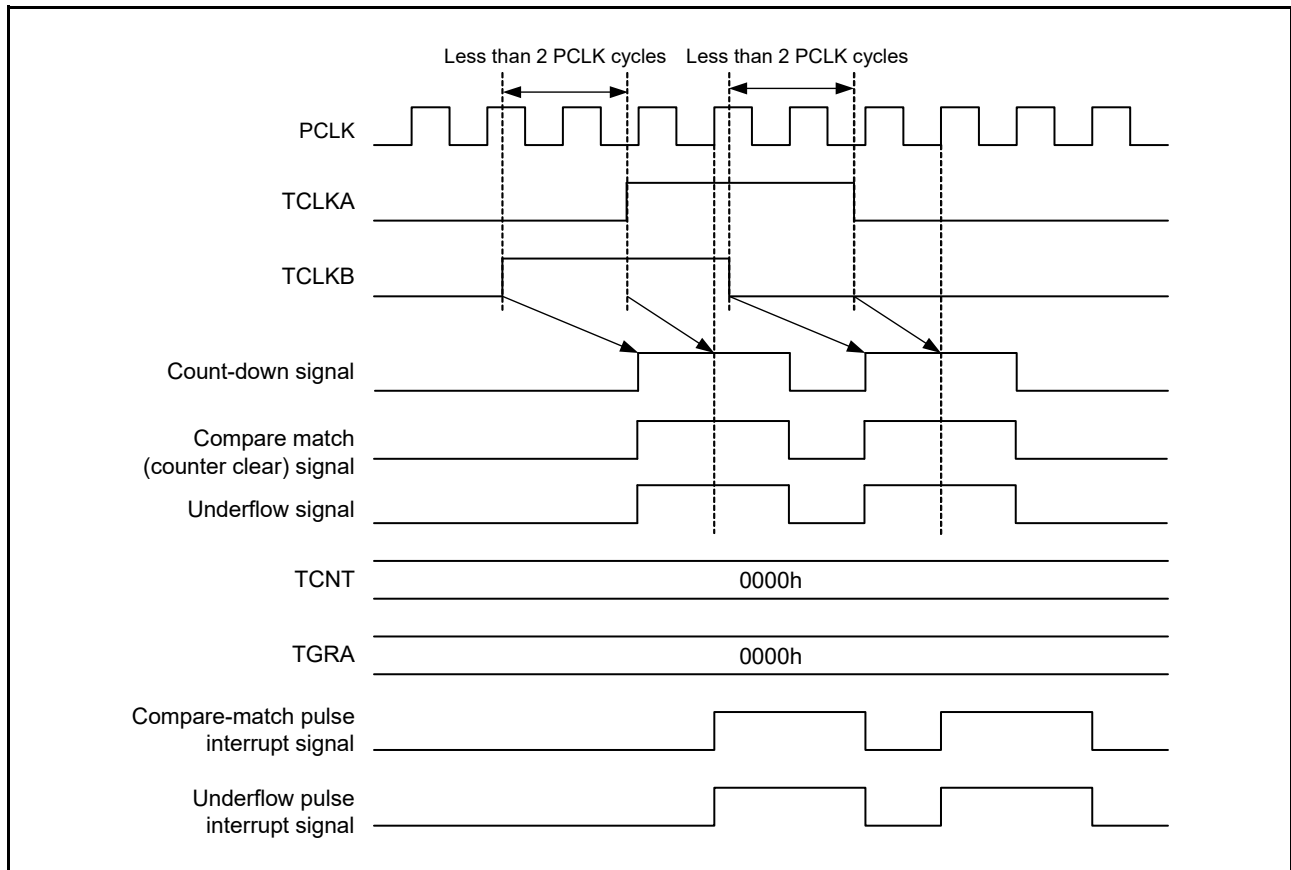 Less than 2 PCLK cycles Less than 2 PCLK cycles
PCLK
TCLKA
TCLKB
Count-down signal
Compare match
(counter clear) signal
Underflow signal
TCNT 0000h
TGRA 0000h
Compare-match pulse
interrupt signal
Underflow pulse
interrupt signal